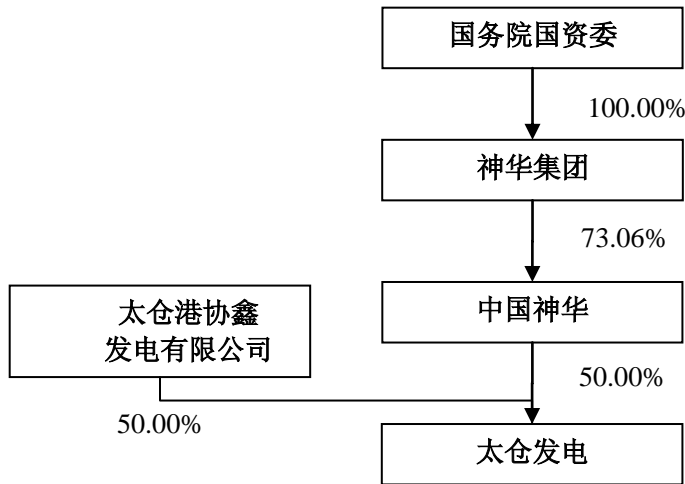 国务院国资委
100.00%
神华集团
73.06%
太仓港协鑫
发电有限公司
中国神华
50.00%
50.00%
太仓发电